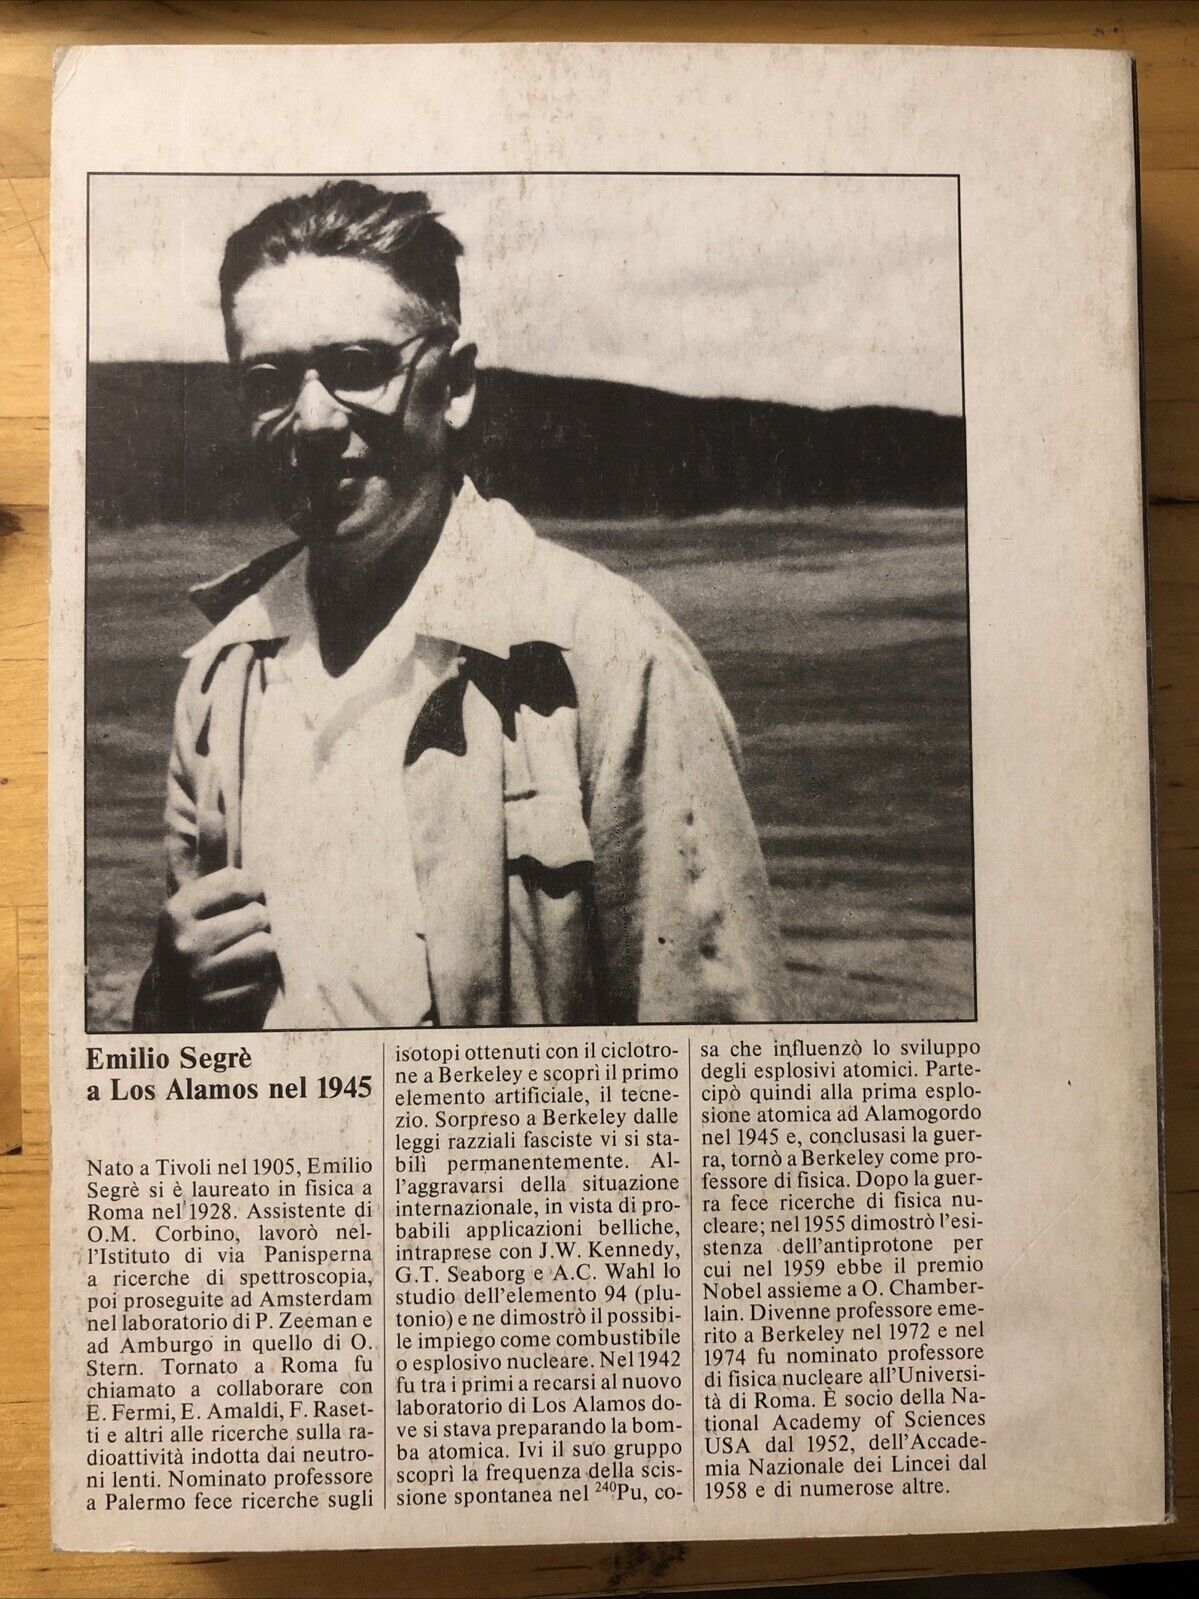 Emilio Segrè
a Los Alamos nel 1945
Nato a Tivoli nel 1905, Emilio
Segrè si è laureato in fisica a
Roma nel 1928. Assistente di
O.M. Corbino, lavorò nel-
l'Istituto di via Panisperna
a ricerche di spettroscopia,
poi proseguite ad Amsterdam
nel laboratorio di P. Zeeman e
ad Amburgo in quello di O.
Stern. Tornato a Roma fu
chiamato a collaborare con
E. Fermi, E. Amaldi, F. Raset-
ti e altri alle ricerche sulla ra-
dioattività indotta dai neutro-
ni lenti. Nominato professore
a Palermo fece ricerche sugli
isotopi ottenuti con il ciclotro-
ne a Berkeley e scoprì il primo
elemento artificiale, il tecne-
zio. Sorpreso a Berkeley dalle
leggi razziali fasciste vi si sta-
bilì permanentemente. Al-
l'aggravarsi della situazione
internazionale, in vista di pro-
babili applicazioni belliche,
intraprese con J.W. Kennedy,
G.T. Seaborg e A.C. Wahl lo
studio dell'elemento 94 (plu-
tonio) e ne dimostrò il possibi-
le impiego come combustibile
o esplosivo nucleare. Nel 1942
fu tra i primi a recarsi al nuovo
laboratorio di Los Alamos do-
ve si stava preparando la bom-
ba atomica. Ivi il suo gruppo
scoprì la frequenza della scis-
sione spontanea nel ²⁴⁰Pu, co-
sa che influenzò lo sviluppo
degli esplosivi atomici. Parte-
cipò quindi alla prima esplo-
sione atomica ad Alamogordo
nel 1945 e, conclusasi la guer-
ra, tornò a Berkeley come pro-
fessore di fisica. Dopo la guer-
ra fece ricerche di fisica nu-
cleare; nel 1955 dimostrò l'esi-
stenza dell'antiprotone per
cui nel 1959 ebbe il premio
Nobel assieme a O. Chamber-
lain. Divenne professore eme-
rito a Berkeley nel 1972 e nel
1974 fu nominato professore
di fisica nucleare all'Universi-
tà di Roma. È socio della Na-
tional Academy of Sciences
USA dal 1952, dell'Accade-
mia Nazionale dei Lincei dal
1958 e di numerose altre.